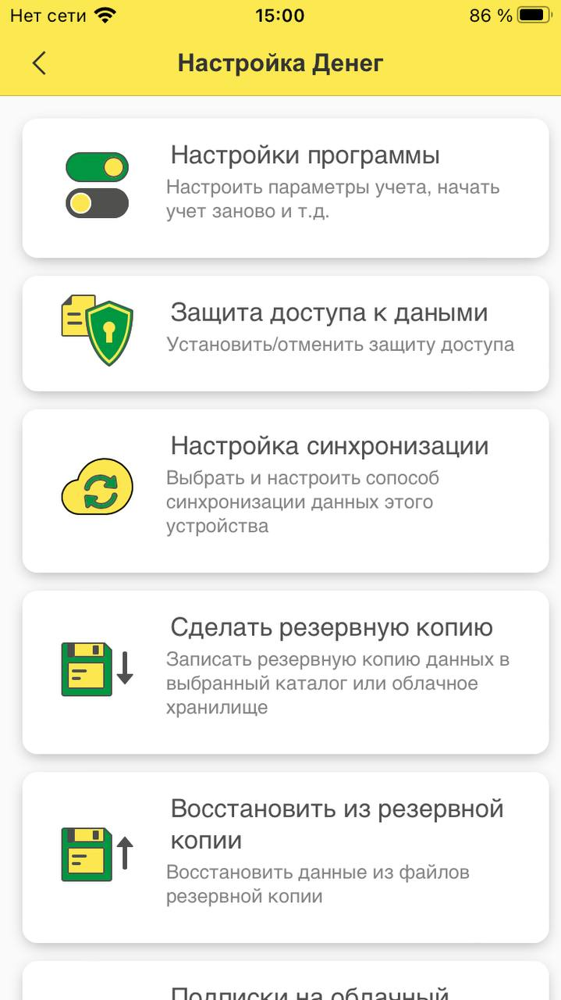 Нет сети 15:00 86 %
Настройка Денег
Настройки программы
Настроить параметры учета, начать
учет заново и т.д.
Защита доступа к даными
Установить/отменить защиту доступа
Настройка синхронизации
Выбрать и настроить сопособ
синхронизации данных этого
устройства
Сделать резервную копию
Записать резервную копию данных в
выбранный каталог или облачное
хранилище
Восстановить из резервной
копии
Восстановить данные из файлов
резервной копии
Подписки на облачный